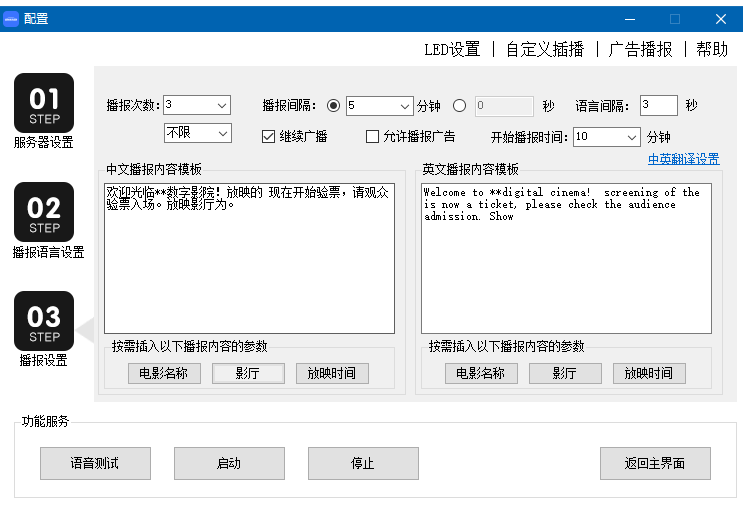 配置
LED设置 | 自定义插播 | 广告播报 | 帮助
01
STEP
服务器设置
02
STEP
播报语言设置
03
STEP
播报设置
播报次数: 3 播报间隔: 5 分钟 0 秒 语言间隔: 3 秒
不限 继续广播 允许播报广告 开始播报时间: 10 分钟
中英翻译设置
中文播报内容模板
欢迎光临**数字影院! 放映的 现在开始验票,请观众
验票入场。放映影厅为。
按需插入以下播报内容的参数
电影名称 影厅 放映时间
英文播报内容模板
Welcome to **digital cinema! screening of the
is now a ticket, please check the audience
admission. Show
按需插入以下播报内容的参数
电影名称 影厅 放映时间
功能服务
语音测试 启动 停止 返回主界面